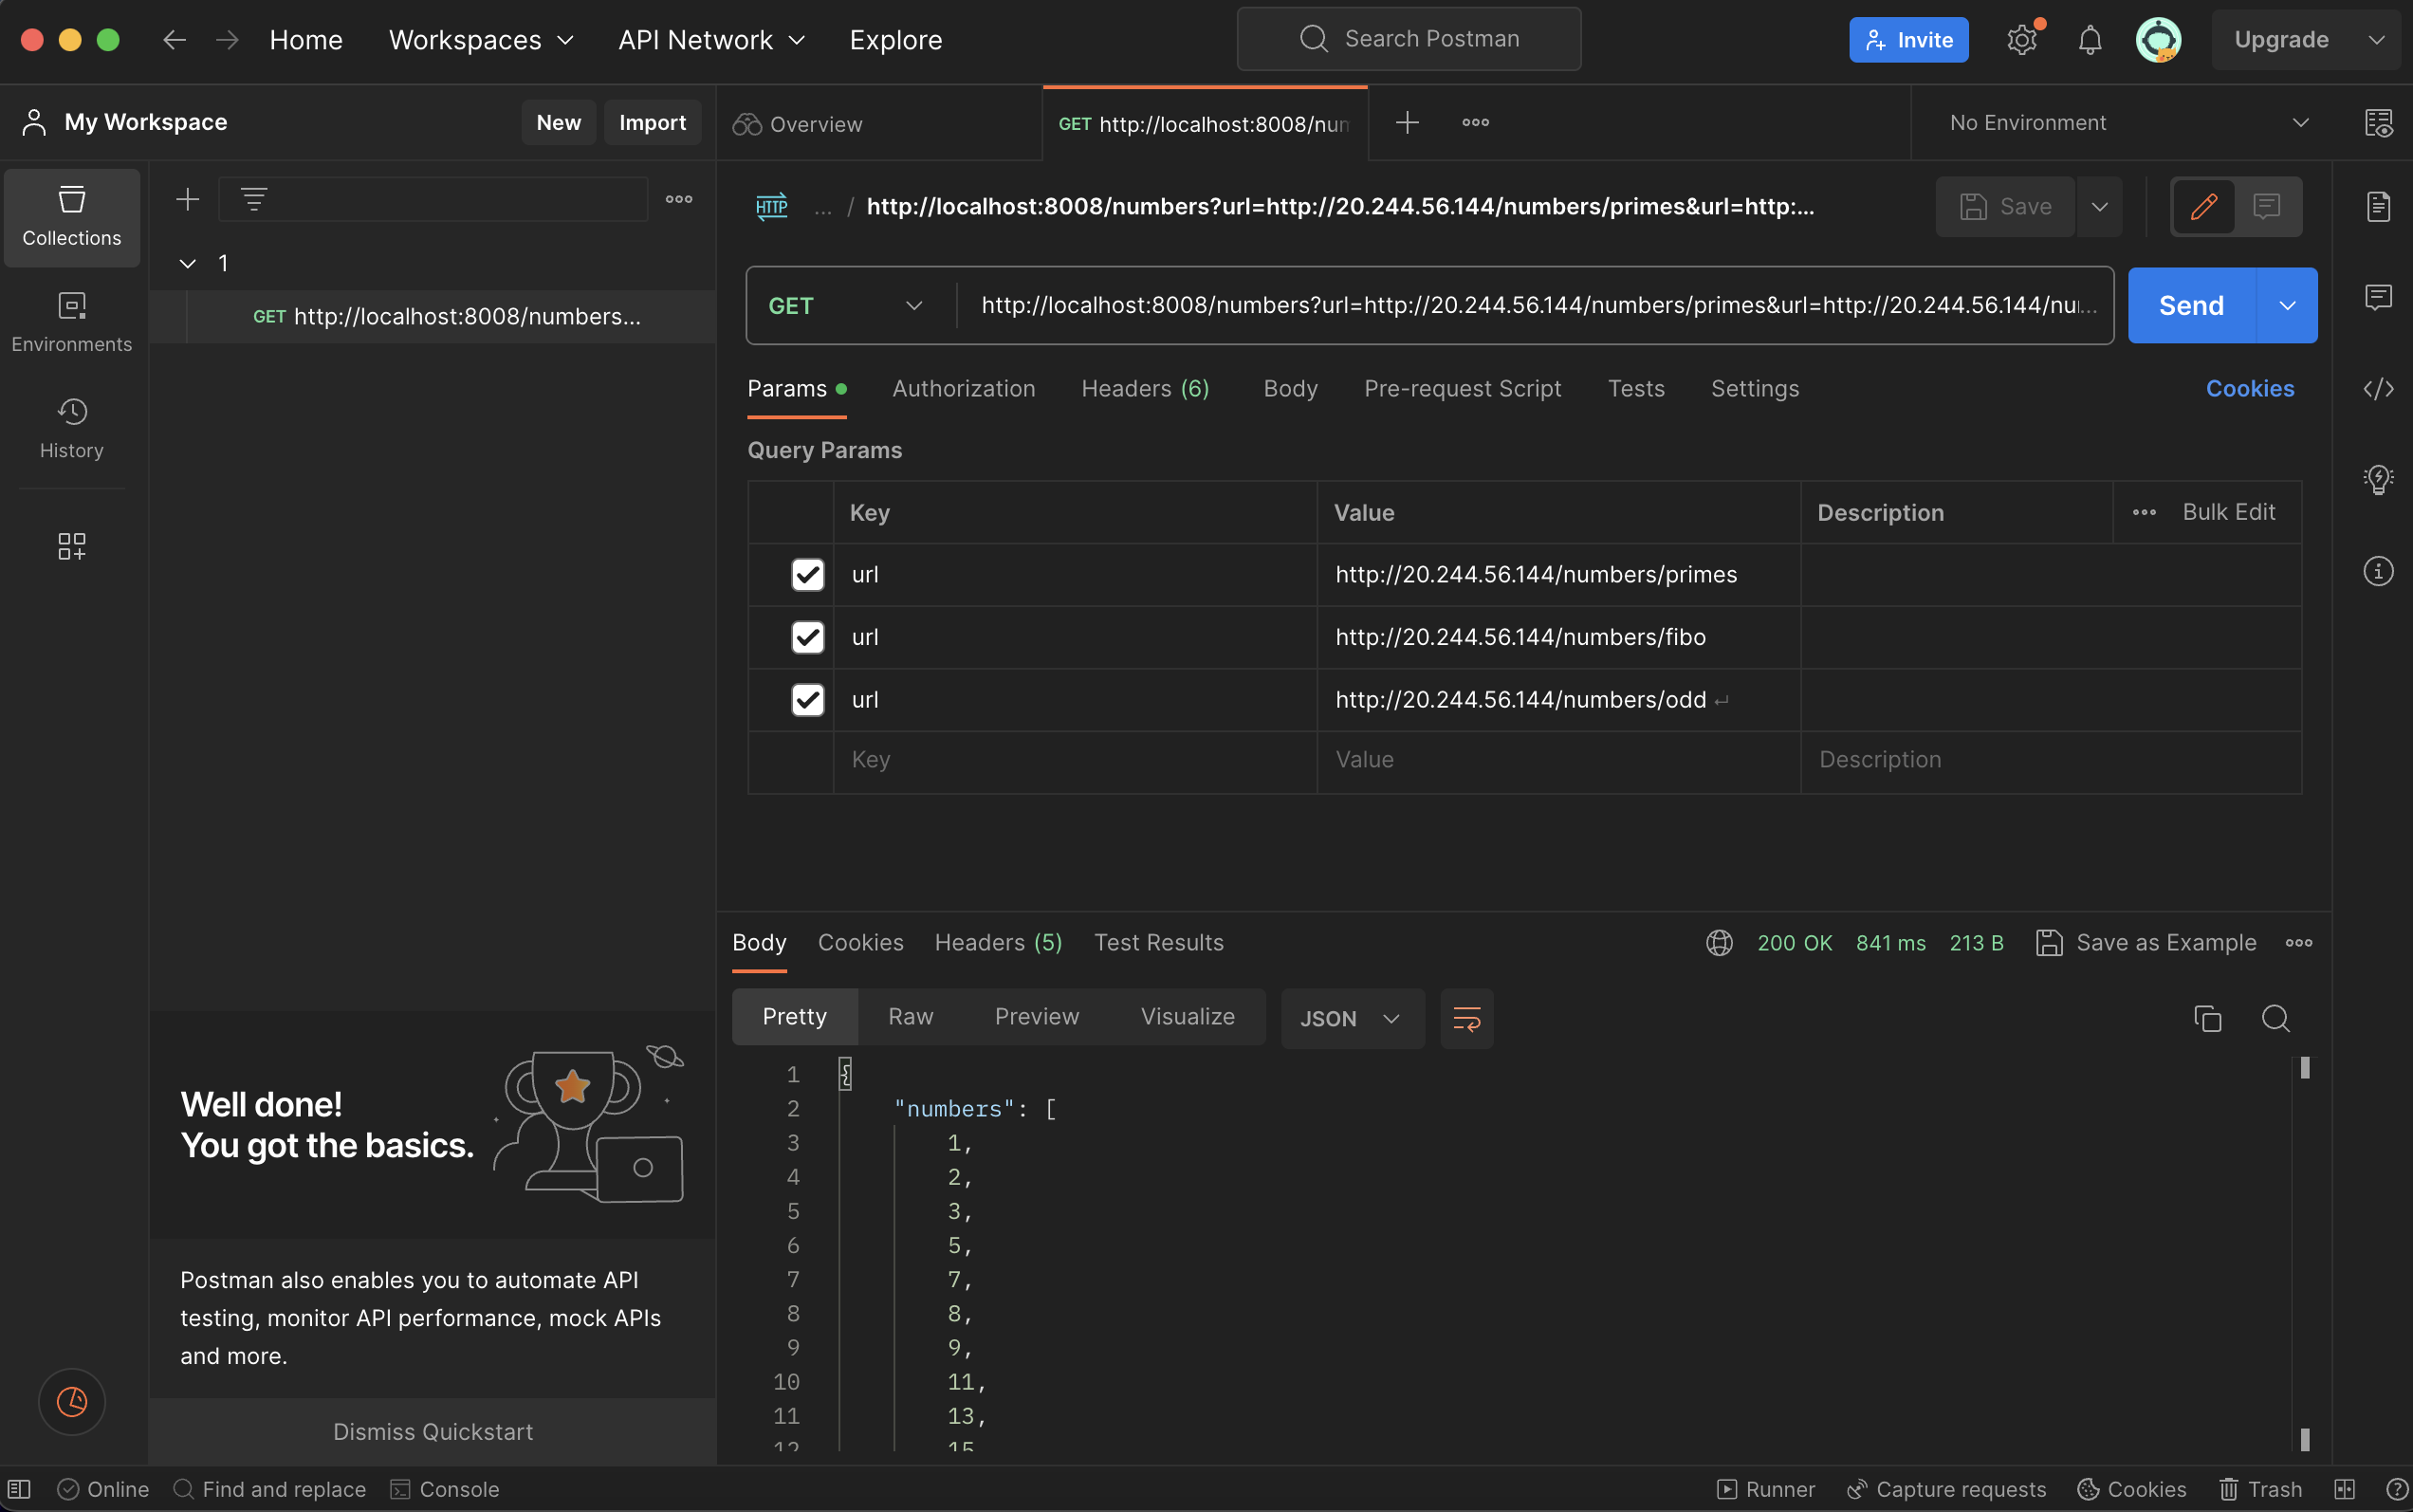 Home Workspaces API Network Explore Search Postman Invite Upgrade
My Workspace New Import Overview GET http://localhost:8008/num No Environment
Collections
Environments
History
1
GET http://localhost:8008/numbers...
HTTP ... / http://localhost:8008/numbers?url=http://20.244.56.144/numbers/primes&url=http:... Save
GET http://localhost:8008/numbers?url=http://20.244.56.144/numbers/primes&url=http://20.244.56.144/nu... Send
Params Authorization Headers (6) Body Pre-request Script Tests Settings Cookies
Query Params
Key Value Description Bulk Edit
url http://20.244.56.144/numbers/primes
url http://20.244.56.144/numbers/fibo
url http://20.244.56.144/numbers/odd
Key Value Description
Body Cookies Headers (5) Test Results 200 OK 841 ms 213 B Save as Example
Pretty Raw Preview Visualize JSON
1 {
2 "numbers": [
3 1,
4 2,
5 3,
6 5,
7 7,
8 8,
9 9,
10 11,
11 13,
12 15
Well done!
You got the basics.
Postman also enables you to automate API
testing, monitor API performance, mock APIs
and more.
Dismiss Quickstart
Online Find and replace Console Runner Capture requests Cookies Trash